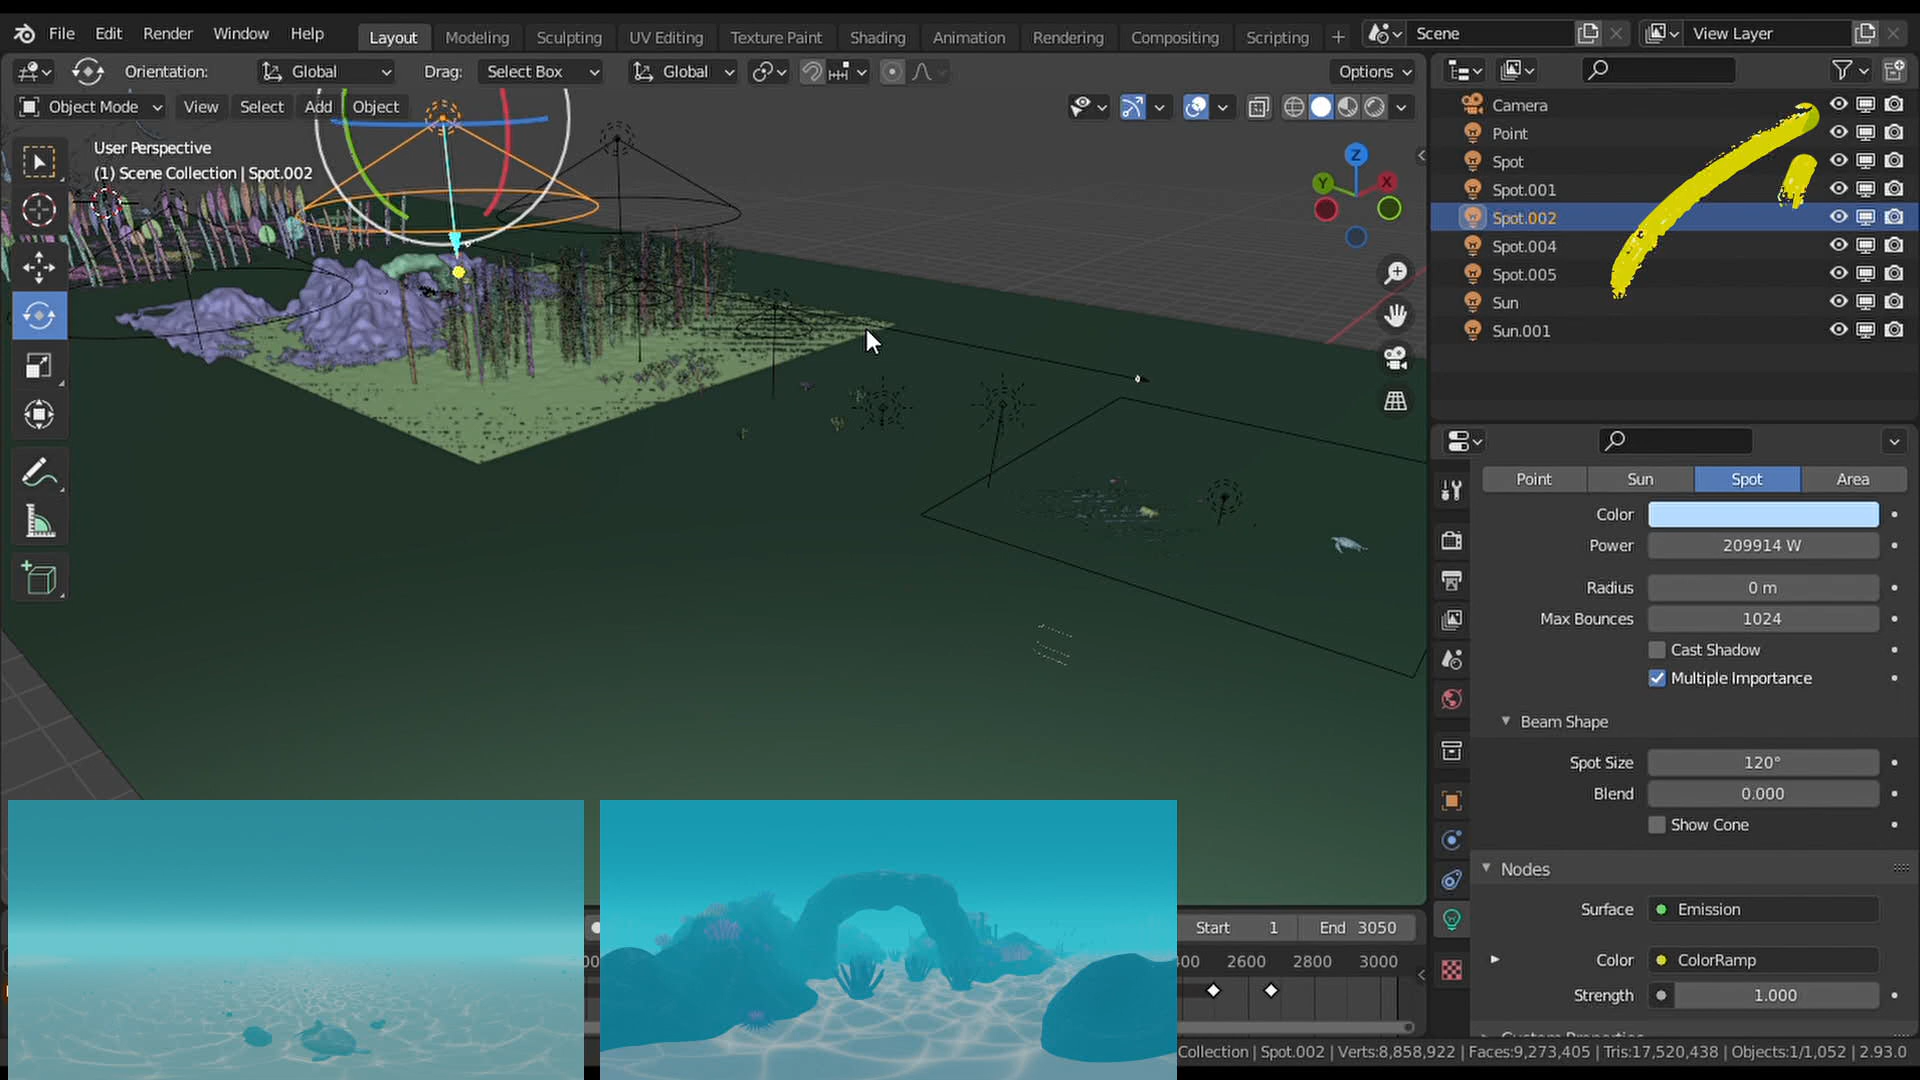 File Edit Render Window Help Layout Modeling Sculpting UV Editing Texture Paint Shading Animation Rendering Compositing Scripting + Scene View Layer
Orientation: Global Drag: Select Box Global Options
Object Mode View Select Add Object
User Perspective
(1) Scene Collection | Spot.002
Z
Y
X
Camera
Point
Spot
Spot.001
Spot.002
Spot.004
Spot.005
Sun
Sun.001
Point Sun Spot Area
Color
Power 209914 W
Radius 0 m
Max Bounces 1024
Cast Shadow
Multiple Importance
Beam Shape
Spot Size 120°
Blend 0.000
Show Cone
Nodes
Surface Emission
Color ColorRamp
Strength 1.000
Custom Properties
Start 1 End 3050
2600 2800 3000
Collection | Spot.002 | Verts:8,858,922 | Faces:9,273,405 | Tris:17,520,438 | Objects:1/1,052 | 2.93.0